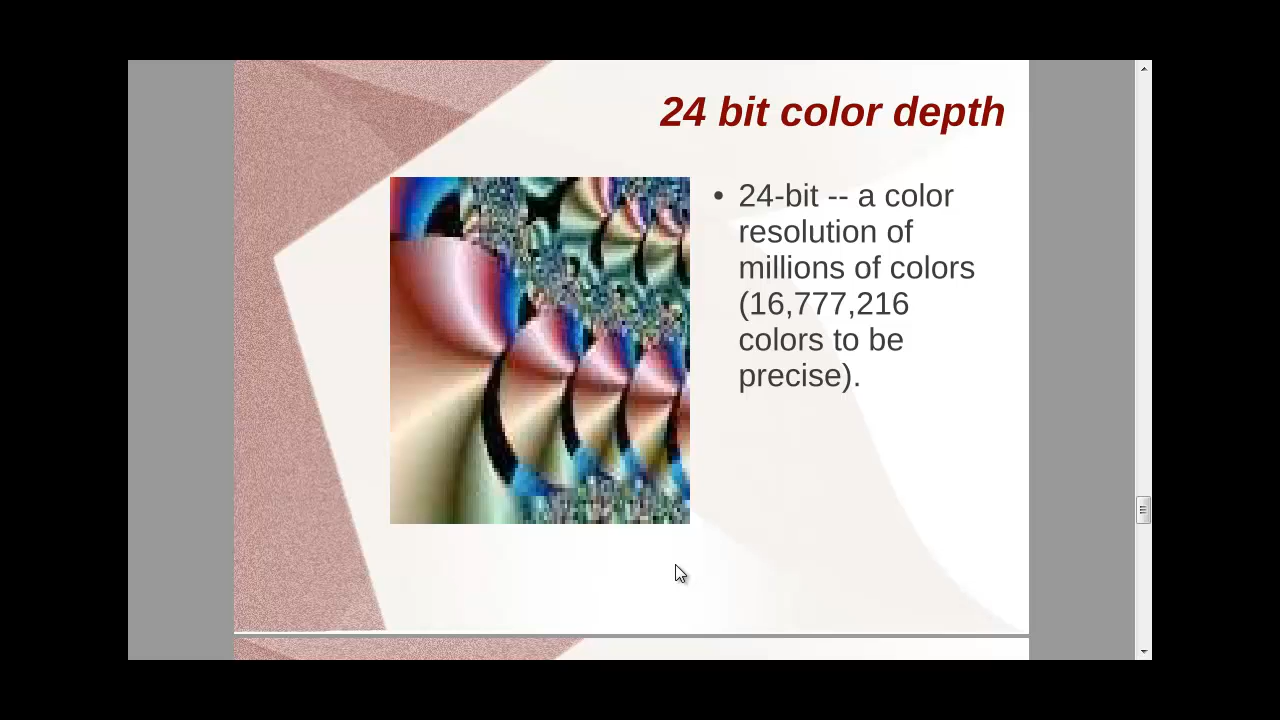 24 bit color depth
• 24-bit -- a color
resolution of
millions of colors
(16,777,216
colors to be
precise).